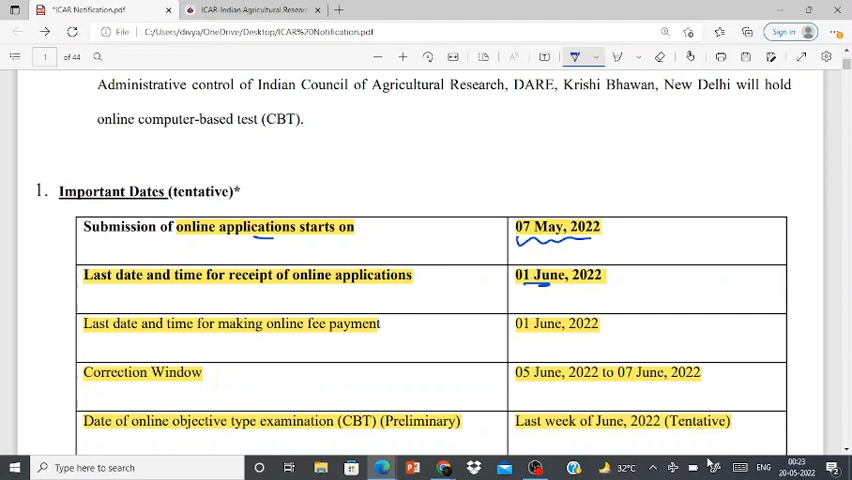 *ICAR Notification.pdf
ICAR-Indian Agricultural Resear
File
C:/Users/divya/OneDrive/Desktop/ICAR%20Notification.pdf
Sign in
1
of 44
Administrative control of Indian Council of Agricultural Research, DARE, Krishi Bhawan, New Delhi will hold
online computer-based test (CBT).
1. Important Dates (tentative)*
Submission of online applications starts on 07 May, 2022
Last date and time for receipt of online applications 01 June, 2022
Last date and time for making online fee payment 01 June, 2022
Correction Window 05 June, 2022 to 07 June, 2022
Date of online objective type examination (CBT) (Preliminary) Last week of June, 2022 (Tentative)
Type here to search
32°C
ENG
00:23
20-05-2022
2